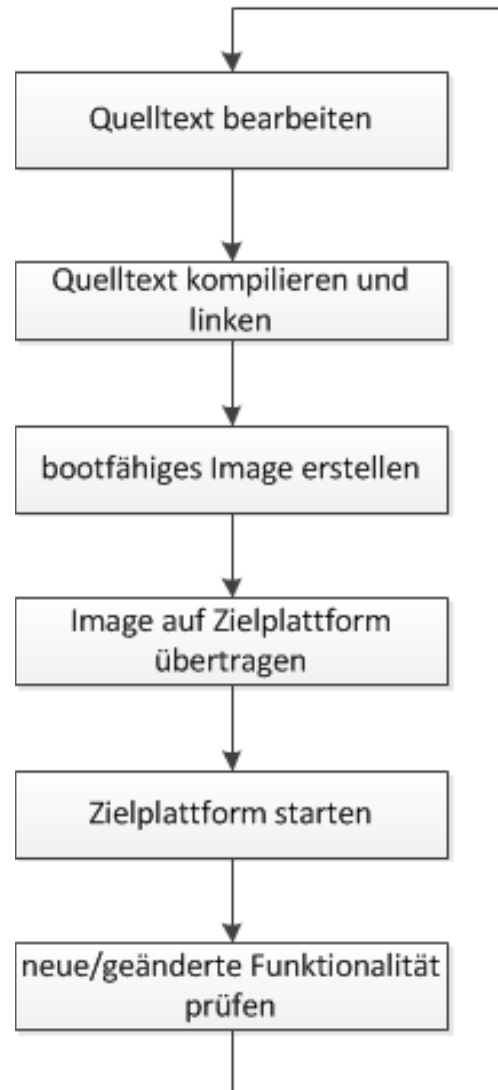 Quelltext bearbeiten
Quelltext kompilieren und
linken
bootfähiges Image erstellen
Image auf Zielplattform
übertragen
Zielplattform starten
neue/geänderte Funktionalität
prüfen